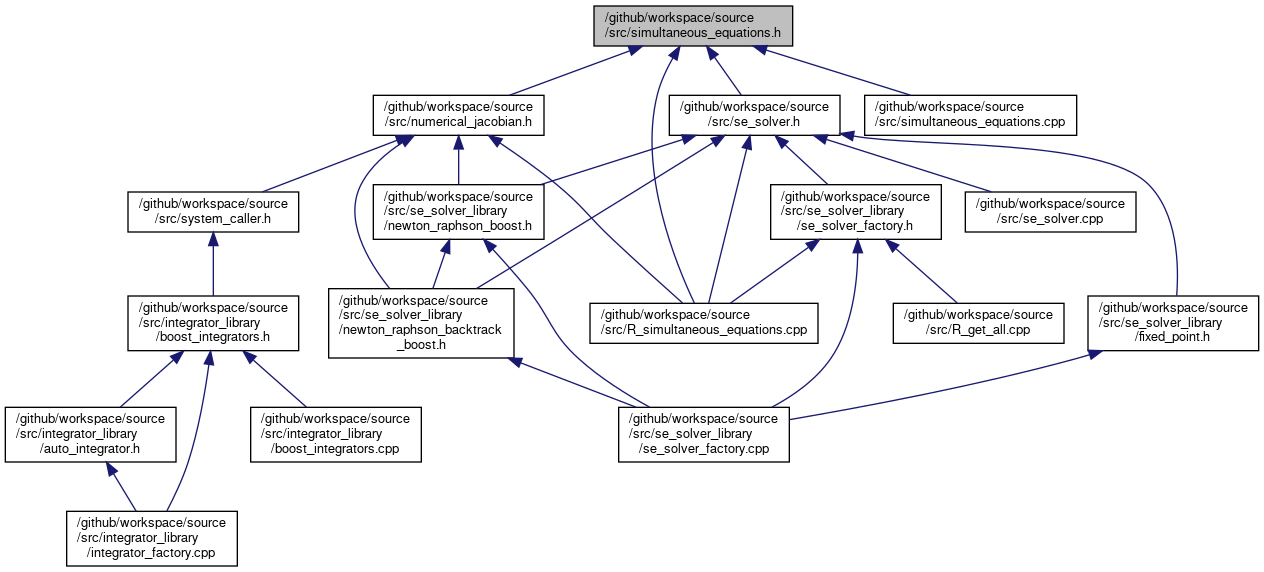 /github/workspace/source
/src/simultaneous_equations.h
/github/workspace/source
/src/numerical_jacobian.h
/github/workspace/source
/src/se_solver.h
/github/workspace/source
/src/simultaneous_equations.cpp
/github/workspace/source
/src/system_caller.h
/github/workspace/source
/src/se_solver_library
/newton_raphson_boost.h
/github/workspace/source
/src/se_solver_library
/se_solver_factory.h
/github/workspace/source
/src/se_solver.cpp
/github/workspace/source
/src/integrator_library
/boost_integrators.h
/github/workspace/source
/src/se_solver_library
/newton_raphson_backtrack
_boost.h
/github/workspace/source
/src/R_simultaneous_equations.cpp
/github/workspace/source
/src/R_get_all.cpp
/github/workspace/source
/src/se_solver_library
/fixed_point.h
/github/workspace/source
/src/integrator_library
/auto_integrator.h
/github/workspace/source
/src/integrator_library
/boost_integrators.cpp
/github/workspace/source
/src/se_solver_library
/se_solver_factory.cpp
/github/workspace/source
/src/integrator_library
/integrator_factory.cpp